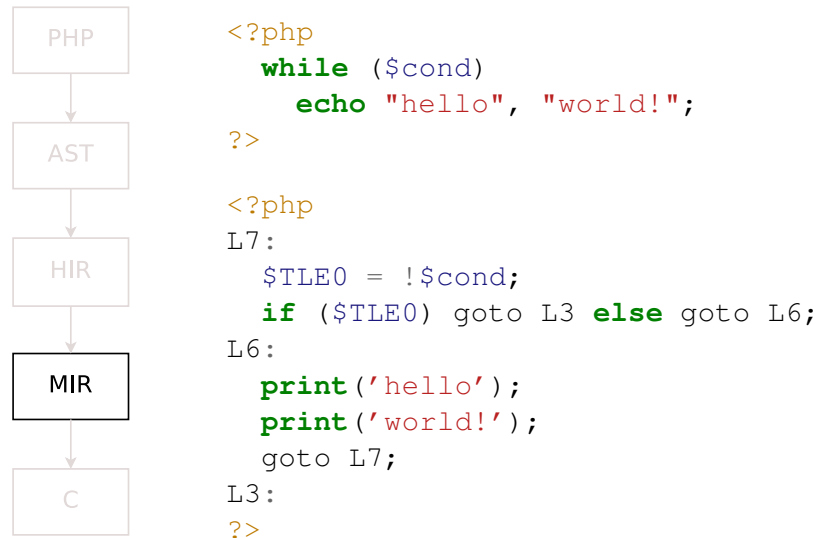 PHP
AST
HIR
MIR
C
<?php
  while ($cond)
    echo "hello", "world!";
?>
<?php
L7:
  $TLE0 = !$cond;
  if ($TLE0) goto L3 else goto L6;
L6:
  print(’hello’);
  print(’world!’);
  goto L7;
L3:
?>